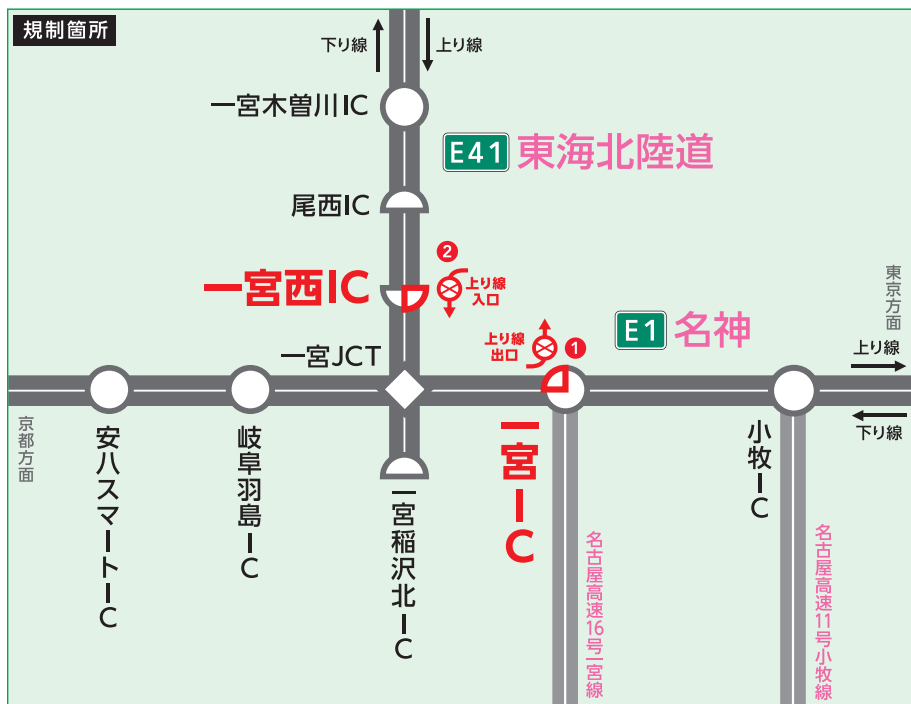 規制箇所
下り線
上り線
一宮木曽川IC
E41 東海北陸道
尾西IC
2
一宮西IC
上り線
入口
東京方面
上り線
出口
1
E1 名神
一宮JCT
上り線
下り線
京都方面
安八スマートIC
岐阜羽島IC
一宮稲沢北IC
一宮IC
小牧IC
名古屋高速16号一宮線
名古屋高速11号小牧線